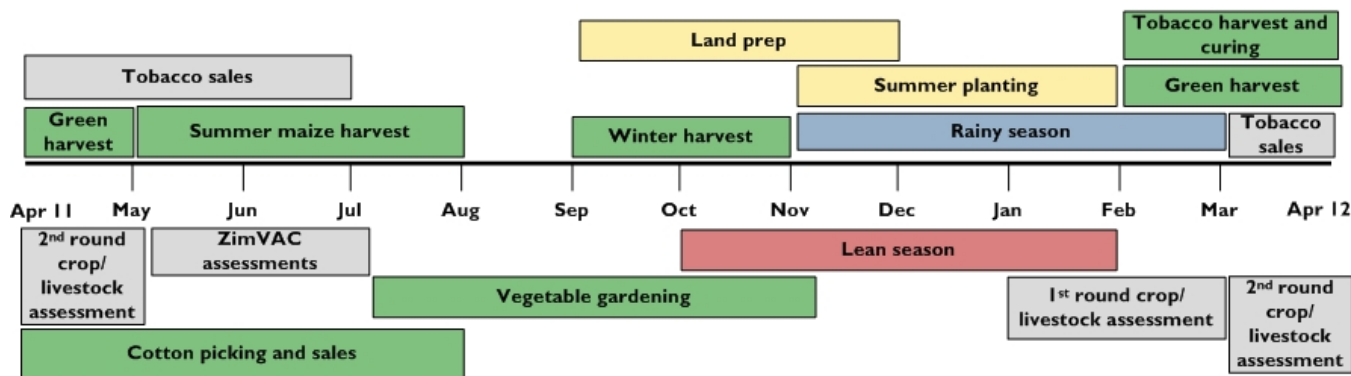 Land prep
Tobacco harvest and
curing
Tobacco sales
Summer planting
Green harvest
Green
harvest
Summer maize harvest
Winter harvest
Rainy season
Tobacco
sales
Apr 11 May Jun Jul Aug Sep Oct Nov Dec Jan Feb Mar Apr 12
2nd round
crop/
livestock
assessment
ZimVAC
assessments
Lean season
Vegetable gardening
1st round crop/
livestock assessment
2nd round
crop/
livestock
assessment
Cotton picking and sales